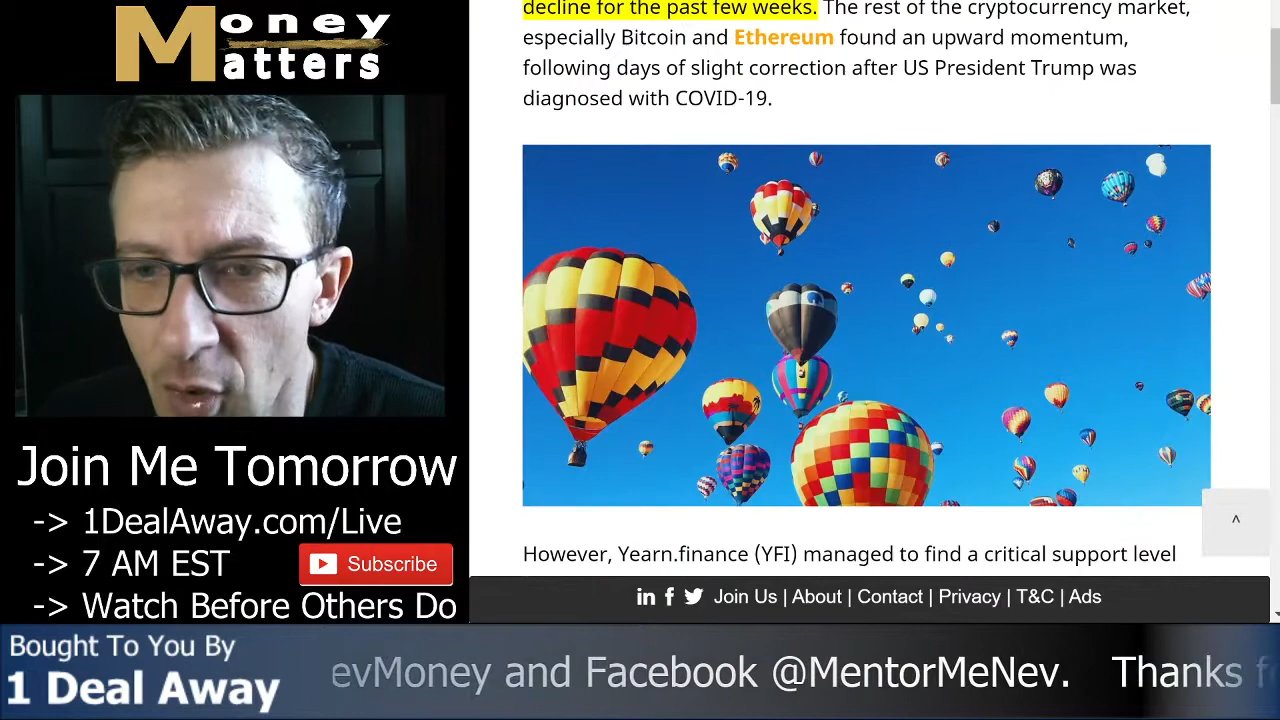 Money
Matters
Join Me Tomorrow
-> 1DealAway.com/Live
-> 7 AM EST
Subscribe
-> Watch Before Others Do
decline for the past few weeks. The rest of the cryptocurrency market,
especially Bitcoin and Ethereum found an upward momentum,
following days of slight correction after US President Trump was
diagnosed with COVID-19.
^
However, Yearn.finance (YFI) managed to find a critical support level
in f Join Us | About | Contact | Privacy | T&C | Ads
Bought To You By
1 Deal Away
evMoney and Facebook @MentorMeNev. Thanks f